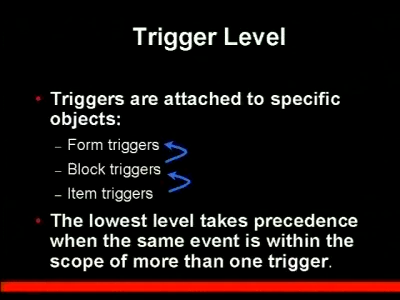 Trigger Level
• Triggers are attached to specific
objects:
– Form triggers
– Block triggers
– Item triggers
• The lowest level takes precedence
when the same event is within the
scope of more than one trigger.